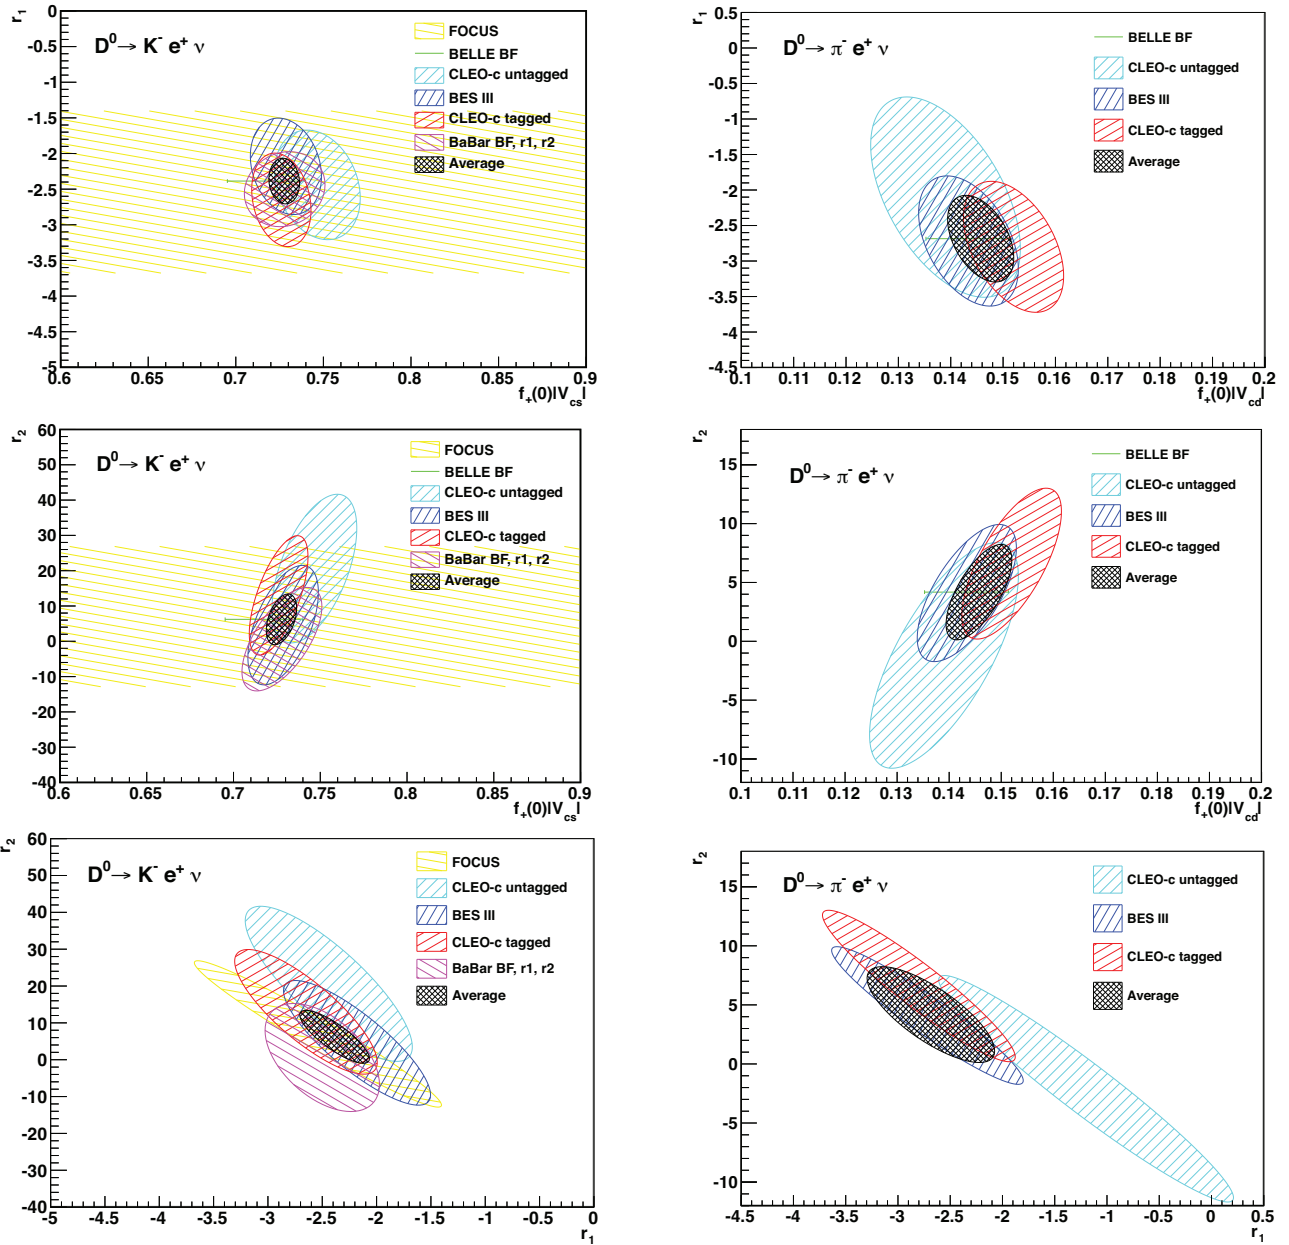 r1
D0→ K- e+ ν
FOCUS
BELLE BF
CLEO-c untagged
BES III
CLEO-c tagged
BaBar BF, r1, r2
Average
0
-0.5
-1
-1.5
-2
-2.5
-3
-3.5
-4
-4.5
-5
0.6 0.65 0.7 0.75 0.8 0.85 0.9
f+(0)|Vcs|
r1
D0→ π- e+ ν
BELLE BF
CLEO-c untagged
BES III
CLEO-c tagged
Average
0.5
0
-0.5
-1
-1.5
-2
-2.5
-3
-3.5
-4
-4.5
0.1 0.11 0.12 0.13 0.14 0.15 0.16 0.17 0.18 0.19 0.2
f+(0)|Vcd|
r2
D0→ K- e+ ν
FOCUS
BELLE BF
CLEO-c untagged
BES III
CLEO-c tagged
BaBar BF, r1, r2
Average
60
50
40
30
20
10
0
-10
-20
-30
-40
0.6 0.65 0.7 0.75 0.8 0.85 0.9
f+(0)|Vcs|
r2
D0→ π- e+ ν
BELLE BF
CLEO-c untagged
BES III
CLEO-c tagged
Average
15
10
5
0
-5
-10
0.1 0.11 0.12 0.13 0.14 0.15 0.16 0.17 0.18 0.19 0.2
f+(0)|Vcd|
r2
D0→ K- e+ ν
FOCUS
CLEO-c untagged
BES III
CLEO-c tagged
BaBar BF, r1, r2
Average
60
50
40
30
20
10
0
-10
-20
-30
-40
-5 -4.5 -4 -3.5 -3 -2.5 -2 -1.5 -1 -0.5 0
r1
r2
D0→ π- e+ ν
CLEO-c untagged
BES III
CLEO-c tagged
Average
15
10
5
0
-5
-10
-4.5 -4 -3.5 -3 -2.5 -2 -1.5 -1 -0.5 0 0.5
r1